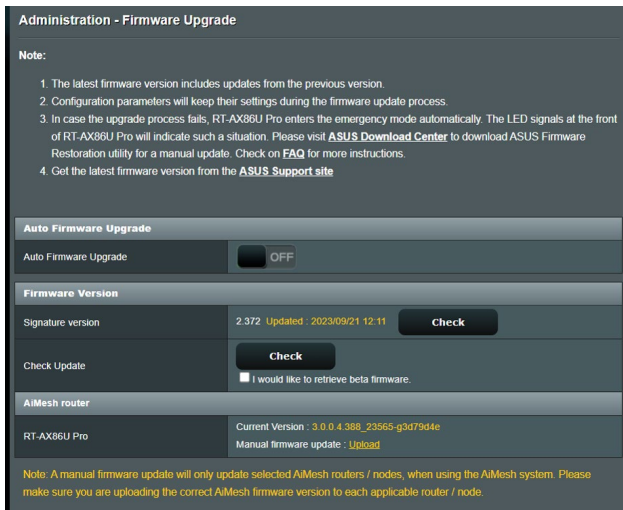 Administration - Firmware Upgrade
Note:
1. The latest firmware version includes updates from the previous version.
2. Configuration parameters will keep their settings during the firmware update process.
3. In case the upgrade process fails, RT-AX86U Pro enters the emergency mode automatically. The LED signals at the front
of RT-AX86U Pro will indicate such a situation. Please visit ASUS Download Center to download ASUS Firmware
Restoration utility for a manual update. Check on FAQ for more instructions.
4. Get the latest firmware version from the ASUS Support site
Auto Firmware Upgrade
Auto Firmware Upgrade OFF
Firmware Version
Signature version 2.372 Updated : 2023/09/21 12:11 Check
Check Update Check
I would like to retrieve beta firmware.
AiMesh router
RT-AX86U Pro Current Version : 3.0.0.4.388_23565-g3d79d4e
Manual firmware update : Upload
Note: A manual firmware update will only update selected AiMesh routers / nodes, when using the AiMesh system. Please
make sure you are uploading the correct AiMesh firmware version to each applicable router / node.